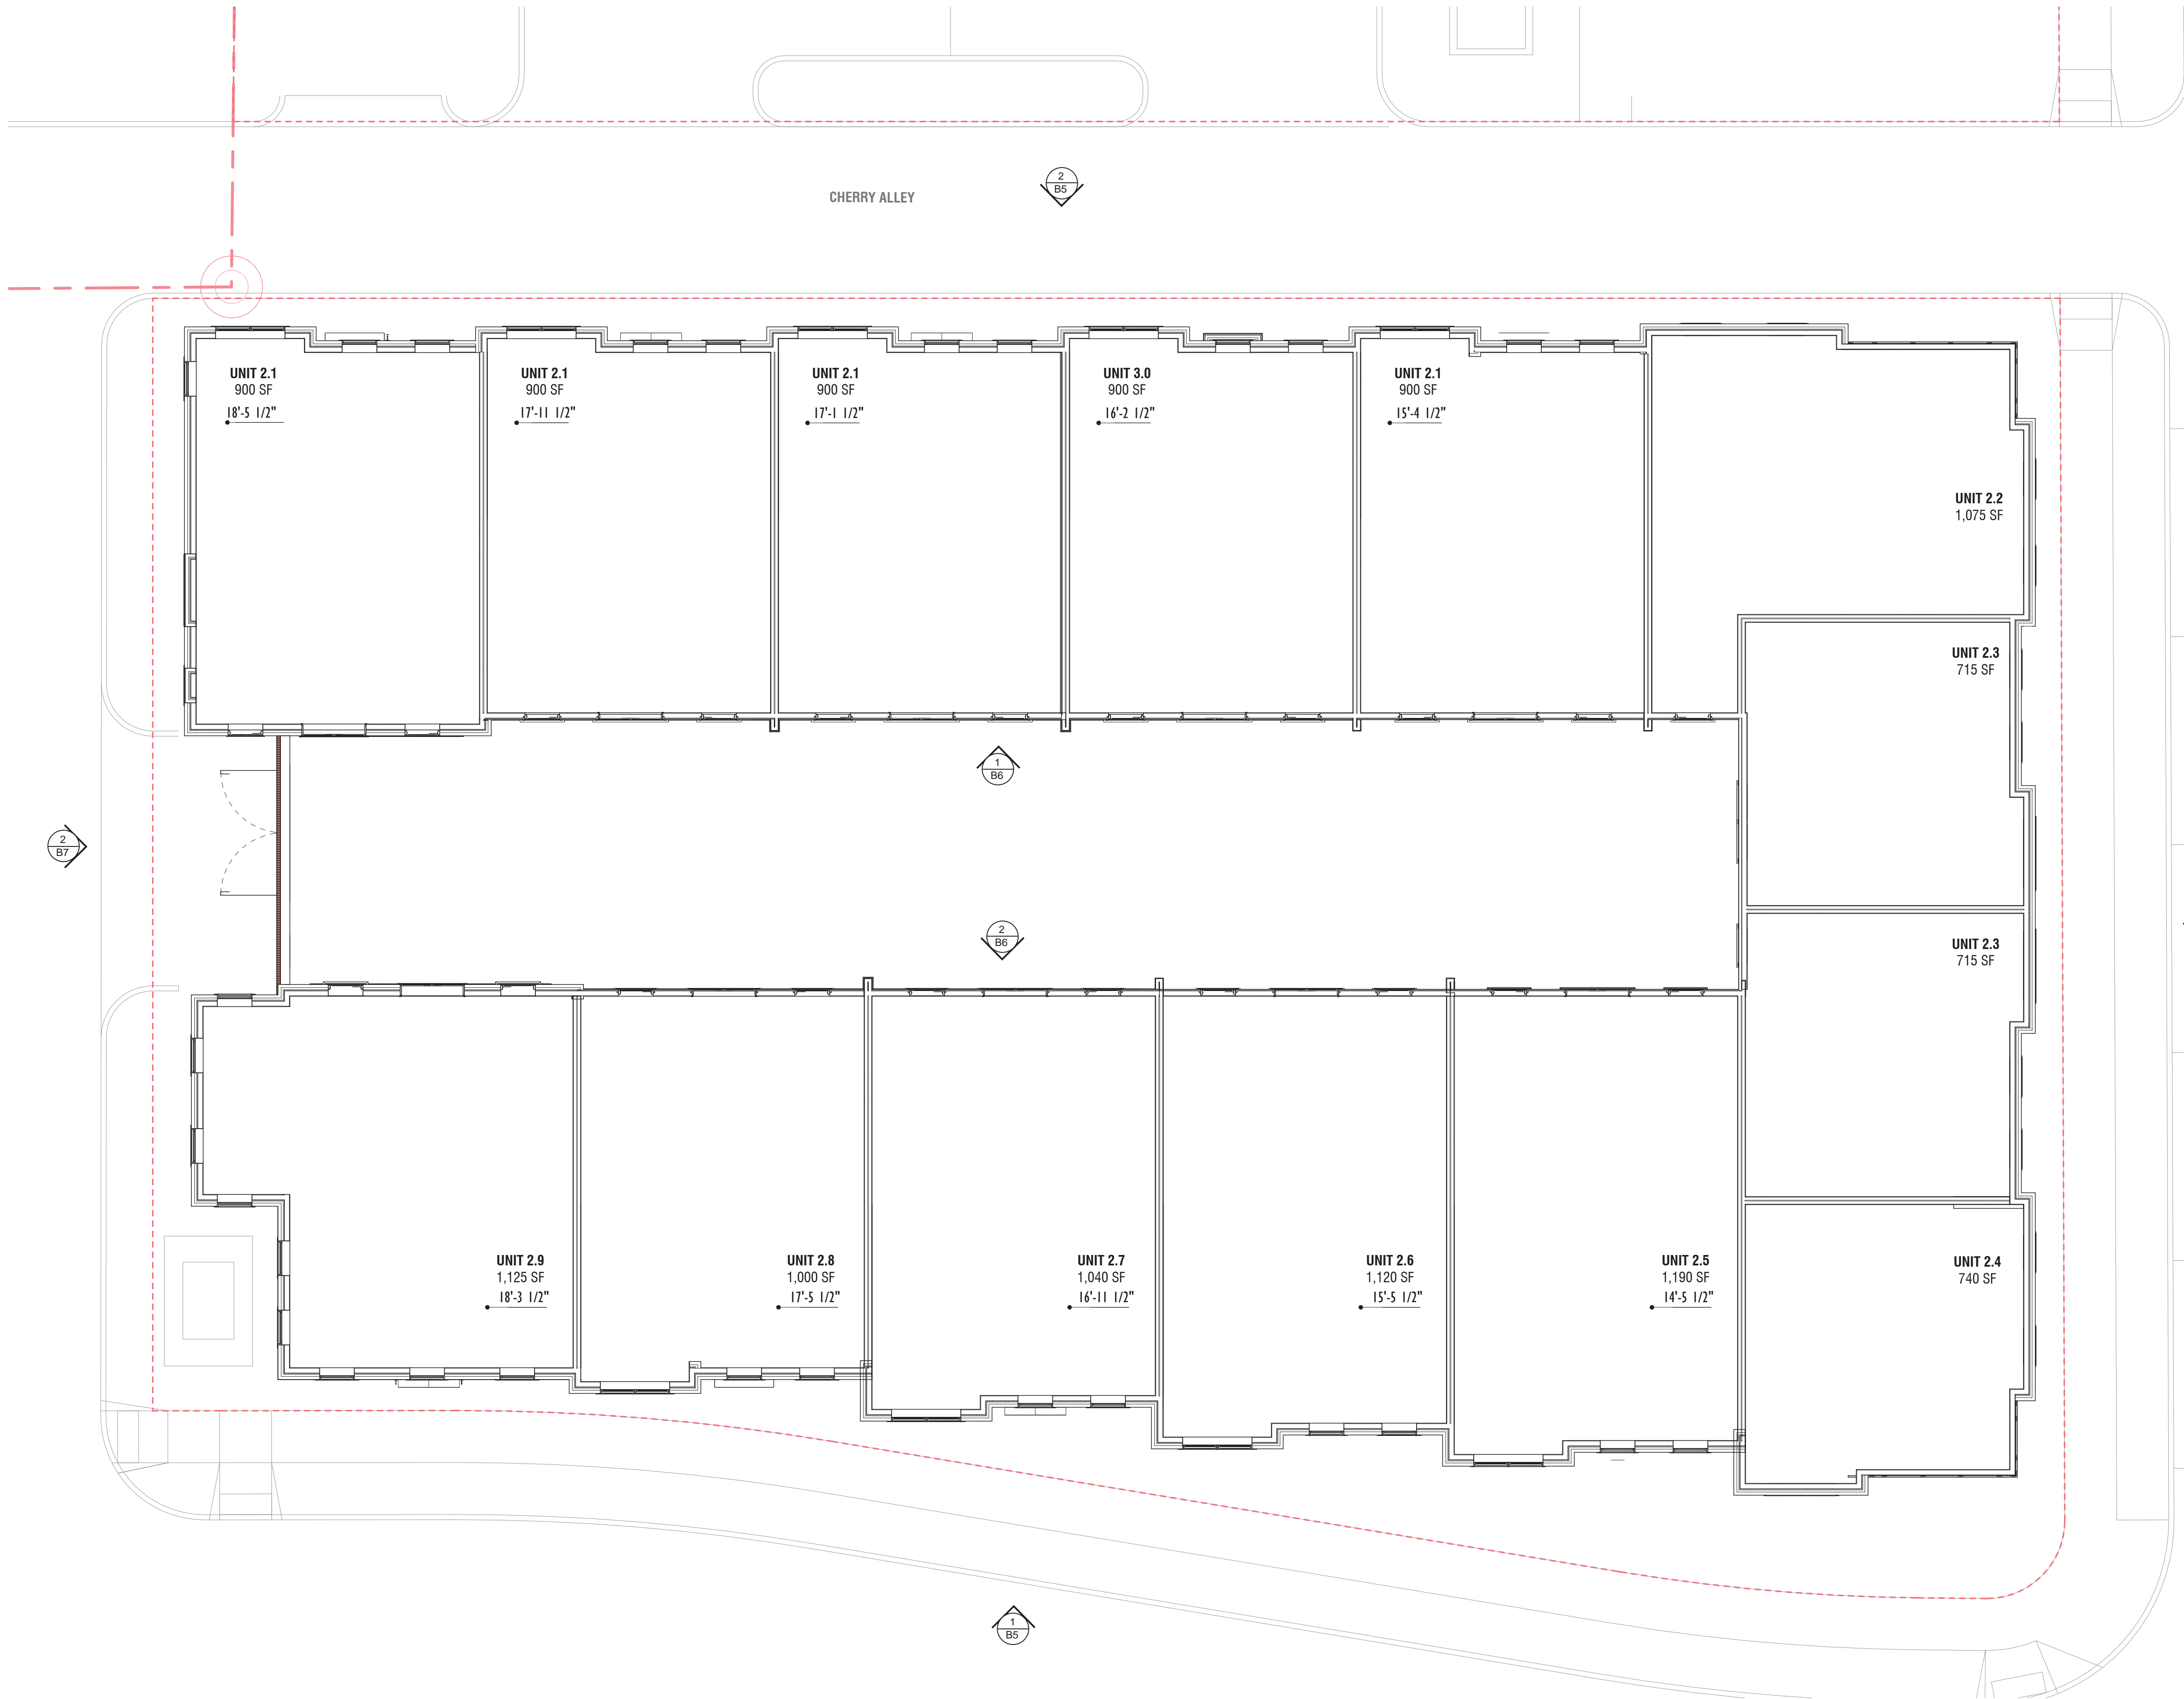 2
B5
CHERRY ALLEY
UNIT 2.1
900 SF
18'-5 1/2"
UNIT 2.1
900 SF
17'-11 1/2"
UNIT 2.1
900 SF
17'-1 1/2"
UNIT 3.0
900 SF
16'-2 1/2"
UNIT 2.1
900 SF
15'-4 1/2"
UNIT 2.2
1,075 SF
UNIT 2.3
715 SF
1
B6
2
B7
2
B6
UNIT 2.3
715 SF
UNIT 2.9
1,125 SF
18'-3 1/2"
UNIT 2.8
1,000 SF
17'-5 1/2"
UNIT 2.7
1,040 SF
16'-11 1/2"
UNIT 2.6
1,120 SF
15'-5 1/2"
UNIT 2.5
1,190 SF
14'-5 1/2"
UNIT 2.4
740 SF
1
B5